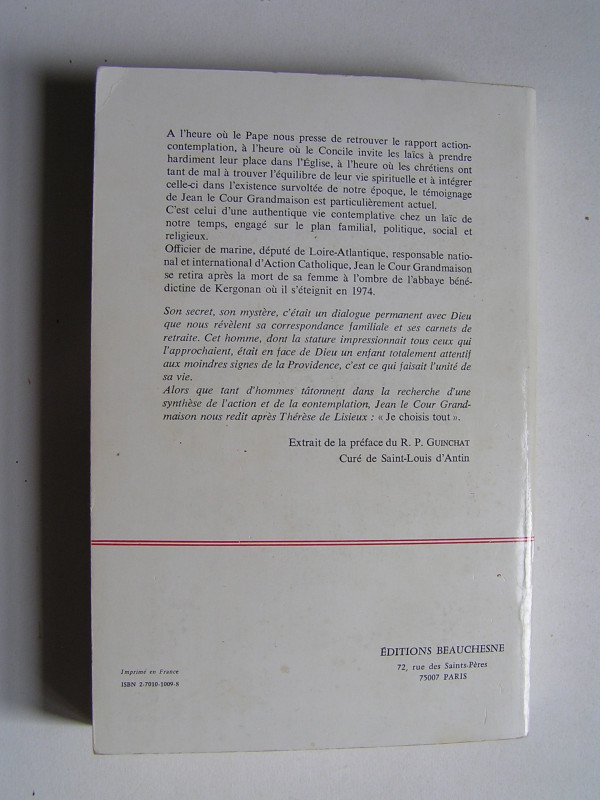 A l'heure où le Pape nous presse de retrouver le rapport action-
contemplation, à l'heure où le Concile invite les laïcs à prendre
hardiment leur place dans l'Église, à l'heure où les chrétiens ont
tant de mal à trouver l'équilibre de leur vie spirituelle et à intégrer
celle-ci dans l'existence survoltée de notre époque, le témoignage
de Jean le Cour Grandmaison est particulièrement actuel.
C'est celui d'une authentique vie contemplative chez un laïc de
notre temps, engagé sur le plan familial, politique, social et
religieux.
Officier de marine, député de Loire-Atlantique, responsable natio-
nal et international d'Action Catholique, Jean le Cour Grandmaison
se retira après la mort de sa femme à l'ombre de l'abbaye béné-
dictine de Kergonan où il s'éteignit en 1974.
Son secret, son mystère, c'était un dialogue permanent avec Dieu
que nous révèlent sa correspondance familiale et ses carnets de
retraite. Cet homme, dont la stature impressionnait tous ceux qui
l'approchaient, était en face de Dieu un enfant totalement attentif
aux moindres signes de la Providence, c'est ce qui faisait l'unité de
sa vie.
Alors que tant d'hommes tâtonnent dans la recherche d'une
synthèse de l'action et de la eontemplation, Jean le Cour Grand-
maison nous redit après Thérèse de Lisieux : « Je choisis tout ».
Extrait de la préface du R. P. GUINCHAT
Curé de Saint-Louis d'Antin
ÉDITIONS BEAUCHESNE
72, rue des Saints-Pères
75007 PARIS
Imprimé en France
ISBN 2-7010-1009-8